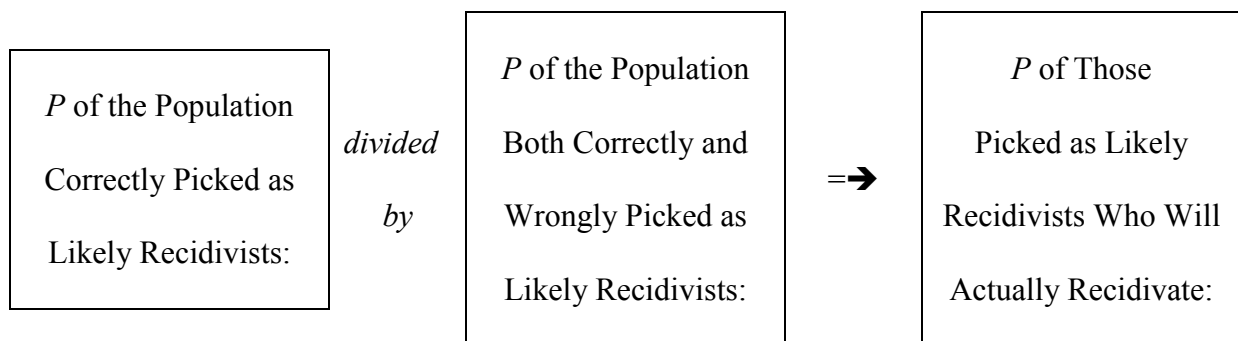 P of the Population
Correctly Picked as
Likely Recidivists:
divided
by
P of the Population
Both Correctly and
Wrongly Picked as
Likely Recidivists:
=➔
P of Those
Picked as Likely
Recidivists Who Will
Actually Recidivate: